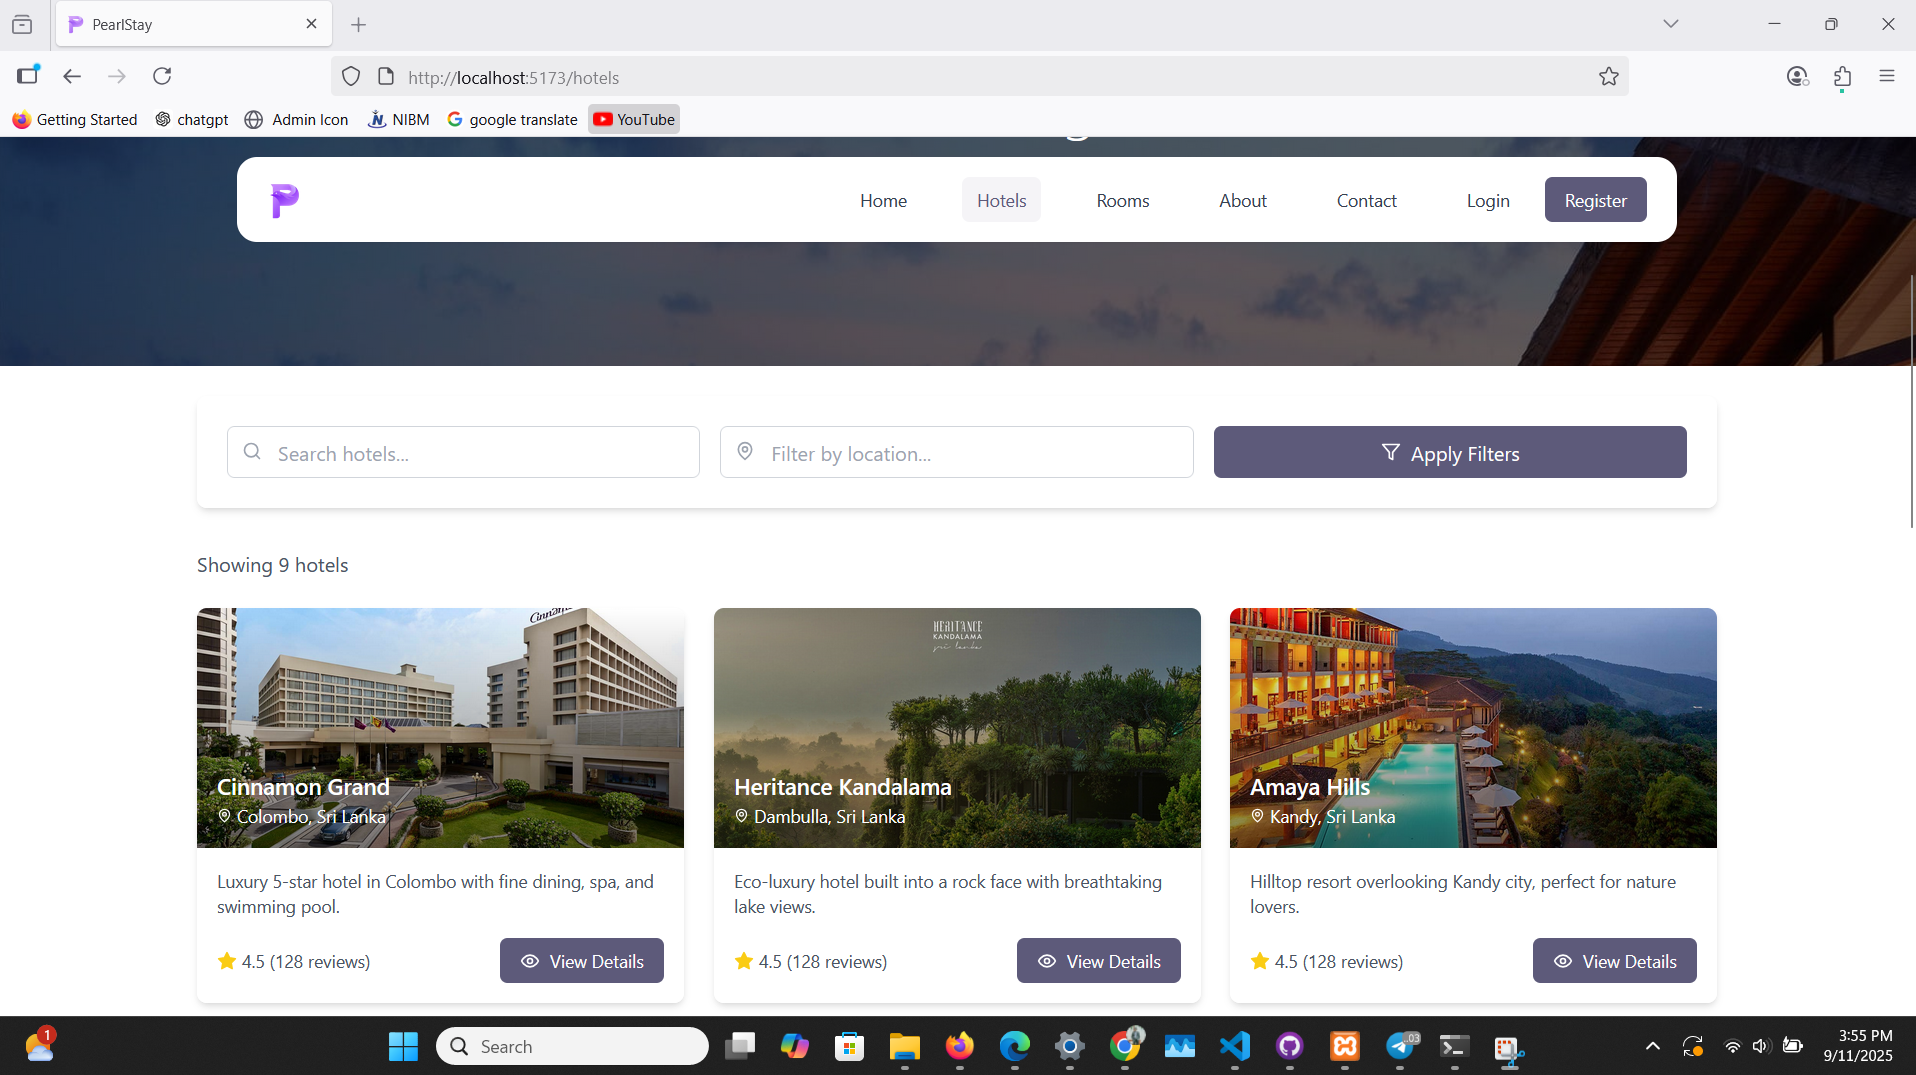 PearlStay
http://localhost:5173/hotels
Getting Started chatgpt Admin Icon NIBM google translate YouTube
Home Hotels Rooms About Contact Login Register
Search hotels... Filter by location... Apply Filters
Showing 9 hotels
HERITANCE
KANDALAMA
sri lanka
Cinnamon Grand
Colombo, Sri Lanka
Heritance Kandalama
Dambulla, Sri Lanka
Amaya Hills
Kandy, Sri Lanka
Luxury 5-star hotel in Colombo with fine dining, spa, and
swimming pool.
4.5 (128 reviews) View Details
Eco-luxury hotel built into a rock face with breathtaking
lake views.
4.5 (128 reviews) View Details
Hilltop resort overlooking Kandy city, perfect for nature
lovers.
4.5 (128 reviews) View Details
1
Search
.03
3:55 PM
9/11/2025